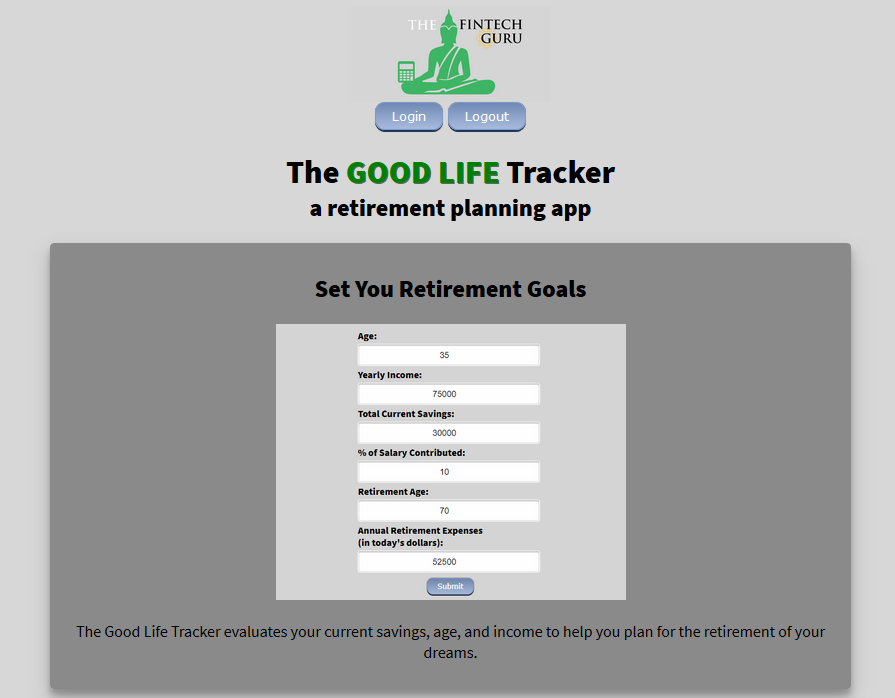 THE FINTECH
GURU
Login Logout
The GOOD LIFE Tracker
a retirement planning app
Set You Retirement Goals
Age:
35
Yearly Income:
75000
Total Current Savings:
30000
% of Salary Contributed:
10
Retirement Age:
70
Annual Retirement Expenses
(in today's dollars):
52500
Submit
The Good Life Tracker evaluates your current savings, age, and income to help you plan for the retirement of your
dreams.